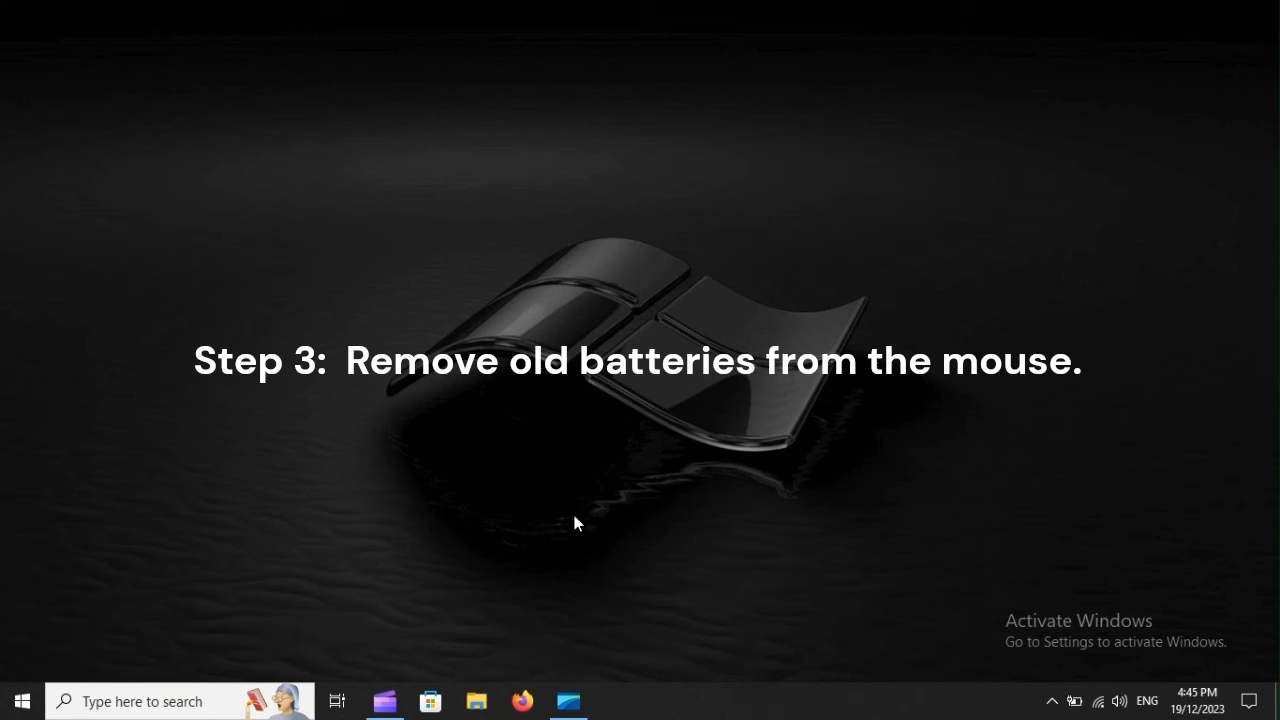 Step 3:  Remove old batteries from the mouse.
Activate Windows
Go to Settings to activate Windows.
Type here to search
ENG
4:45 PM
19/12/2023